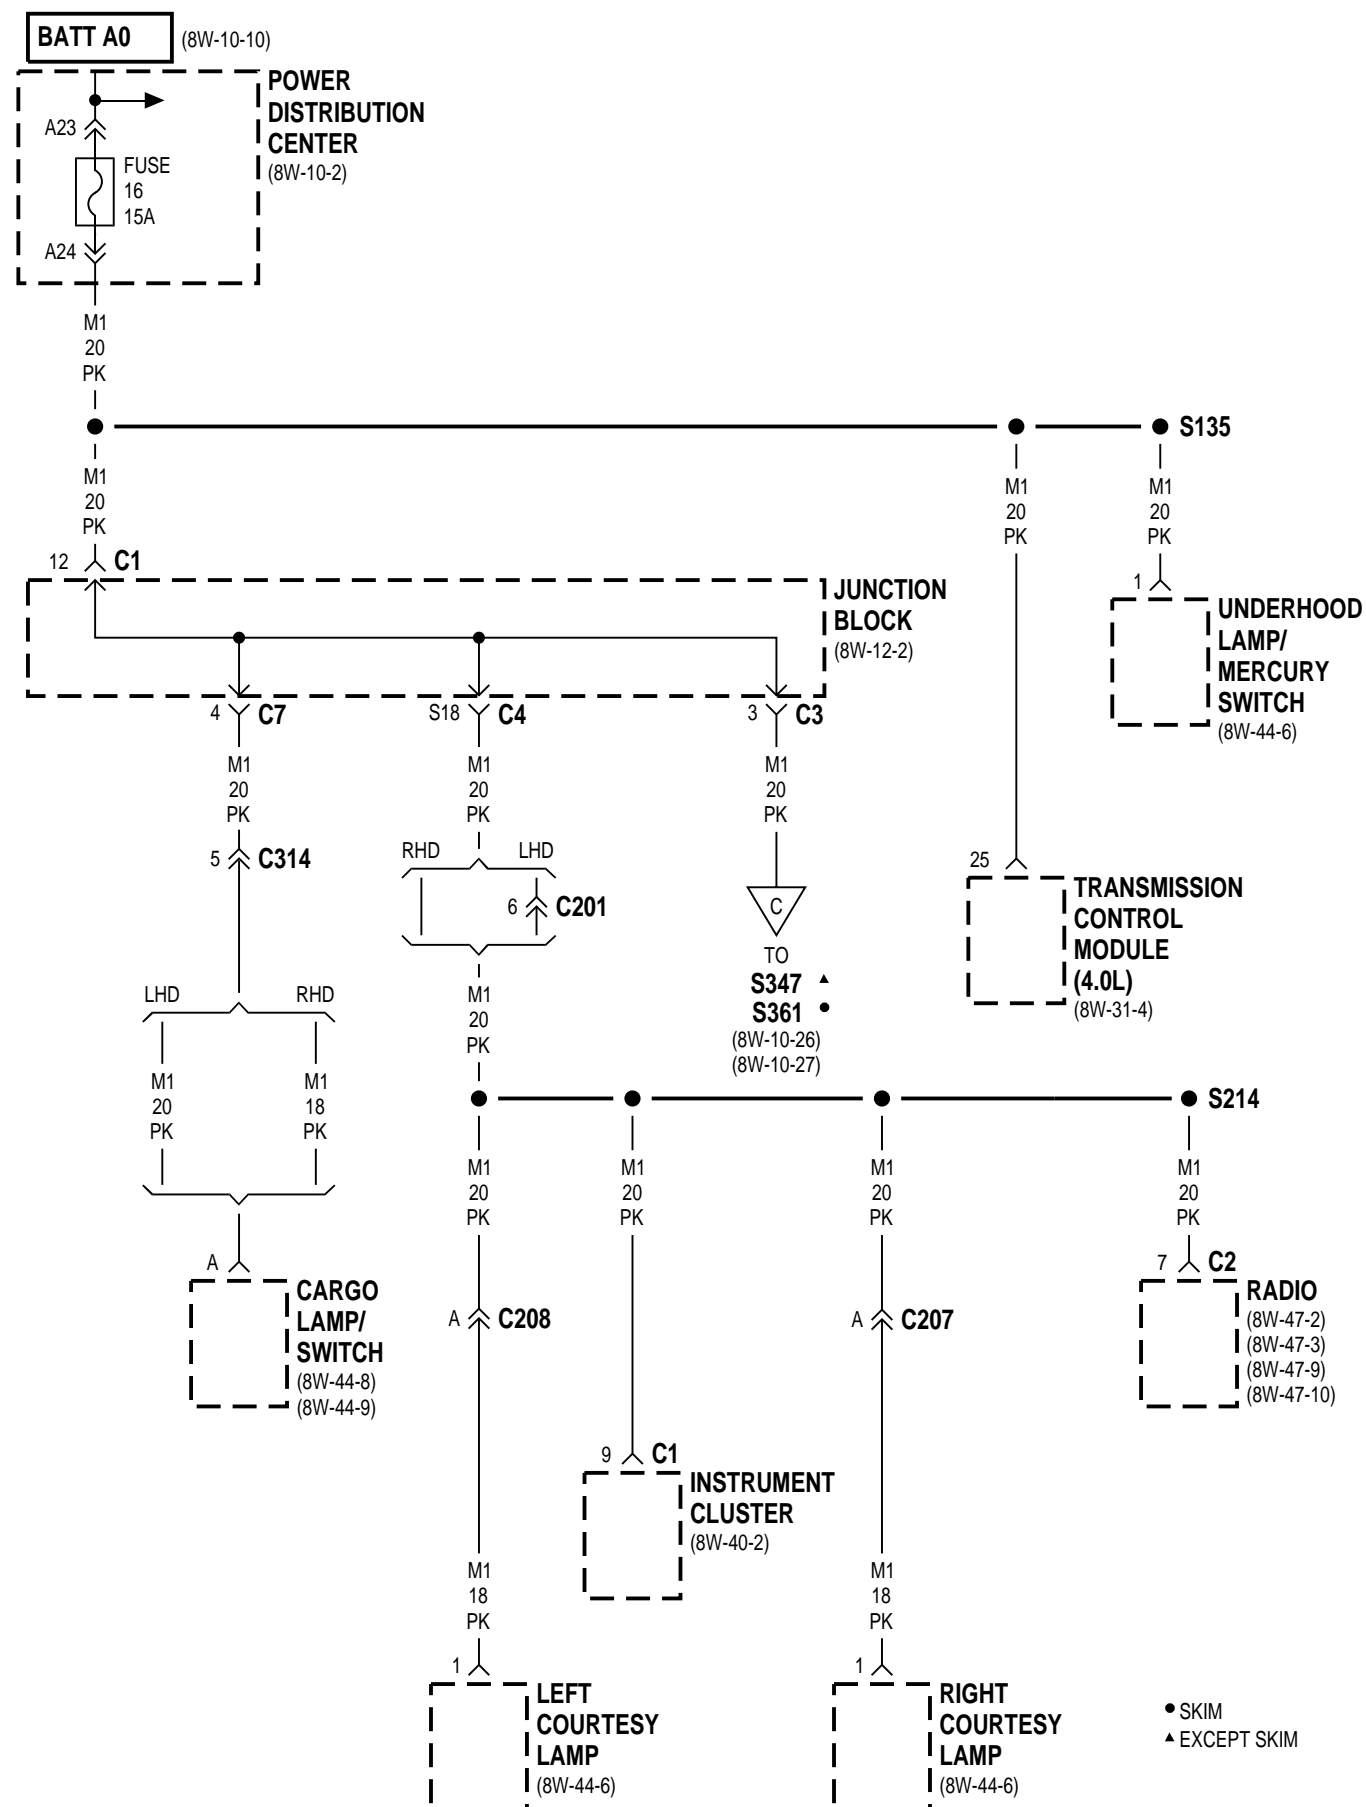 BATT A0
(8W-10-10)
POWER
DISTRIBUTION
CENTER
(8W-10-2)
A23
FUSE
16
15A
A24
M1
20
PK
S135
M1
20
PK
12
C1
M1
20
PK
M1
20
PK
JUNCTION
BLOCK
(8W-12-2)
1
UNDERHOOD
LAMP/
MERCURY
SWITCH
(8W-44-6)
4
C7
S18
C4
3
C3
M1
20
PK
M1
20
PK
M1
20
PK
5
C314
RHD
LHD
6
C201
C
TO
S347
S361
(8W-10-26)
(8W-10-27)
25
TRANSMISSION
CONTROL
MODULE
(4.0L)
(8W-31-4)
LHD
RHD
M1
20
PK
M1
20
PK
M1
18
PK
S214
M1
20
PK
M1
20
PK
M1
20
PK
M1
20
PK
A
CARGO
LAMP/
SWITCH
(8W-44-8)
(8W-44-9)
A
C208
A
C207
7
C2
RADIO
(8W-47-2)
(8W-47-3)
(8W-47-9)
(8W-47-10)
9
C1
INSTRUMENT
CLUSTER
(8W-40-2)
M1
18
PK
M1
18
PK
1
LEFT
COURTESY
LAMP
(8W-44-6)
1
RIGHT
COURTESY
LAMP
(8W-44-6)
SKIM
EXCEPT SKIM